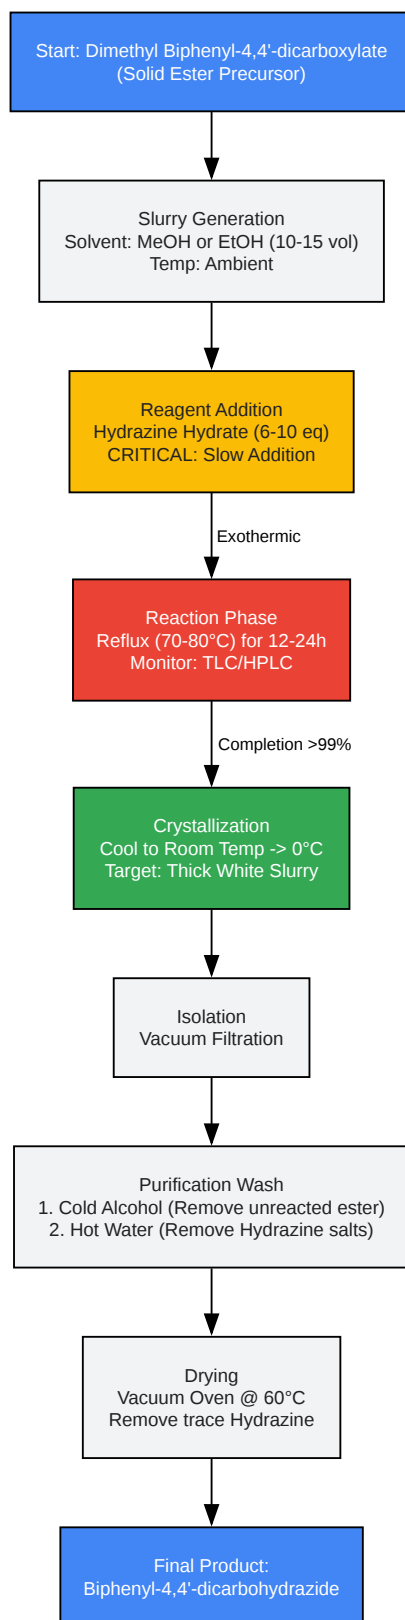 Start: Dimethyl Biphenyl-4,4'-dicarboxylate
(Solid Ester Precursor)
Slurry Generation
Solvent: MeOH or EtOH (10-15 vol)
Temp: Ambient
Reagent Addition
Hydrazine Hydrate (6-10 eq)
CRITICAL: Slow Addition
Exothermic
Reaction Phase
Reflux (70-80°C) for 12-24h
Monitor: TLC/HPLC
Completion >99%
Crystallization
Cool to Room Temp -> 0°C
Target: Thick White Slurry
Isolation
Vacuum Filtration
Purification Wash
1. Cold Alcohol (Remove unreacted ester)
2. Hot Water (Remove Hydrazine salts)
Drying
Vacuum Oven @ 60°C
Remove trace Hydrazine
Final Product:
Biphenyl-4,4'-dicarbohydrazide